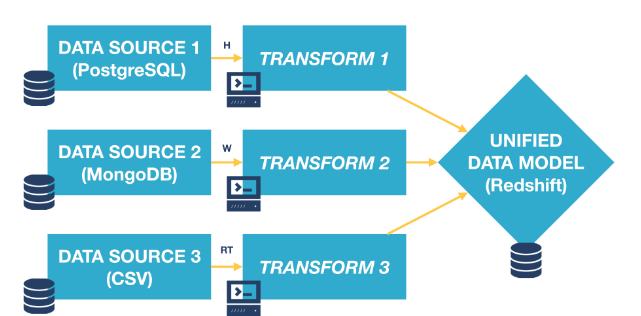 DATA SOURCE 1
(PostgreSQL)
H
TRANSFORM 1
DATA SOURCE 2
(MongoDB)
W
TRANSFORM 2
UNIFIED
DATA MODEL
(Redshift)
DATA SOURCE 3
(CSV)
RT
TRANSFORM 3